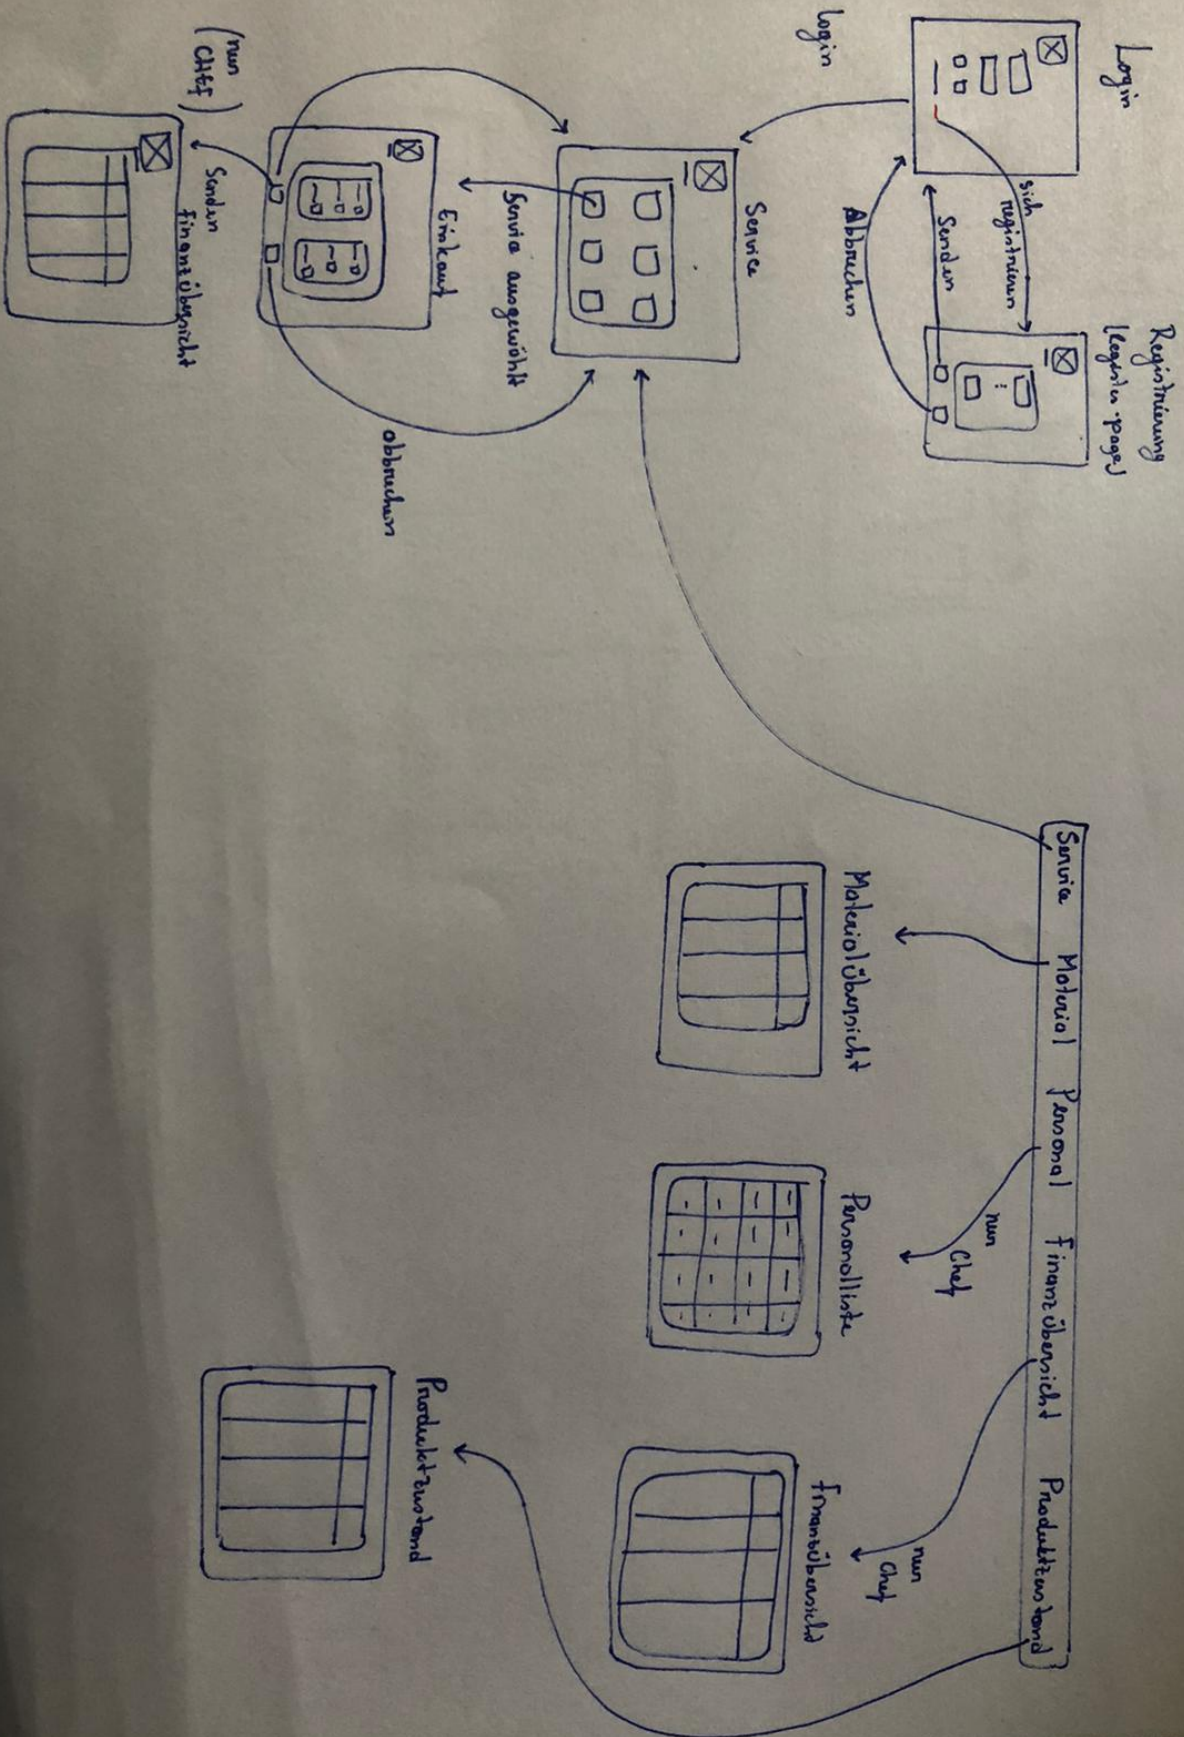 Login
Registrierung
(Register-page)
sich
registrieren
Senden
Abbrechen
Login
Service
Service ausgewählt
Einkauf
abbrechen
(nur
CHEF)
Senden
Finanzübersicht
Service Material Personal Finanzübersicht Produktzustand
nur
Chef
nur
Chef
Materialübersicht
Personalliste
Finanzübersicht
Produktzustand